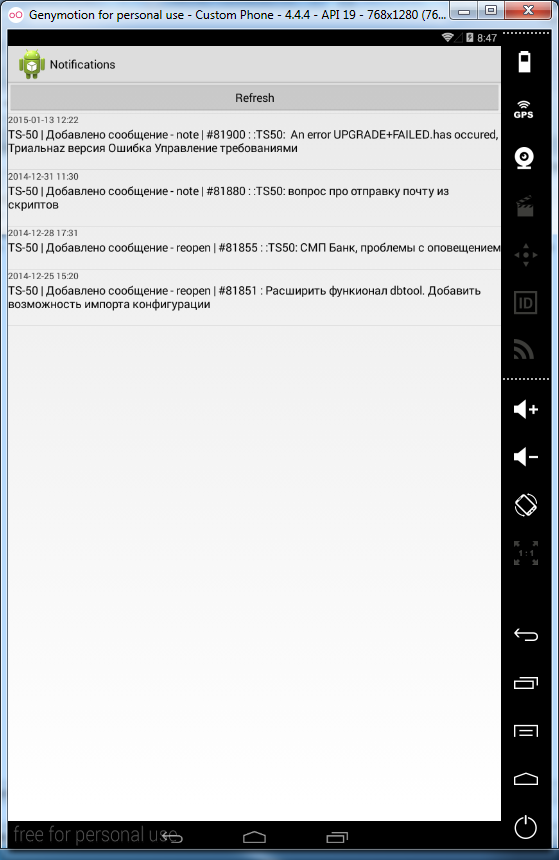 Genymotion for personal use - Custom Phone - 4.4.4 - API 19 - 768x1280 (76...
8:47
Notifications
Refresh
2015-01-13 12:22
TS-50 | Добавлено сообщение - note | #81900 : :TS50: An error UPGRADE+FAILED.has occured,
Триальнаz версия Ошибка Управление требованиями
2014-12-31 11:30
TS-50 | Добавлено сообщение - note | #81880 : :TS50: вопрос про отправку почту из
скриптов
2014-12-28 17:31
TS-50 | Добавлено сообщение - reopen | #81855 : :TS50: СМП Банк, проблемы с оповещением
2014-12-25 15:20
TS-50 | Добавлено сообщение - reopen | #81851 : Расширить функионал dbtool. Добавить
возможность импорта конфигурации
GPS
ID
1:1
free for personal use